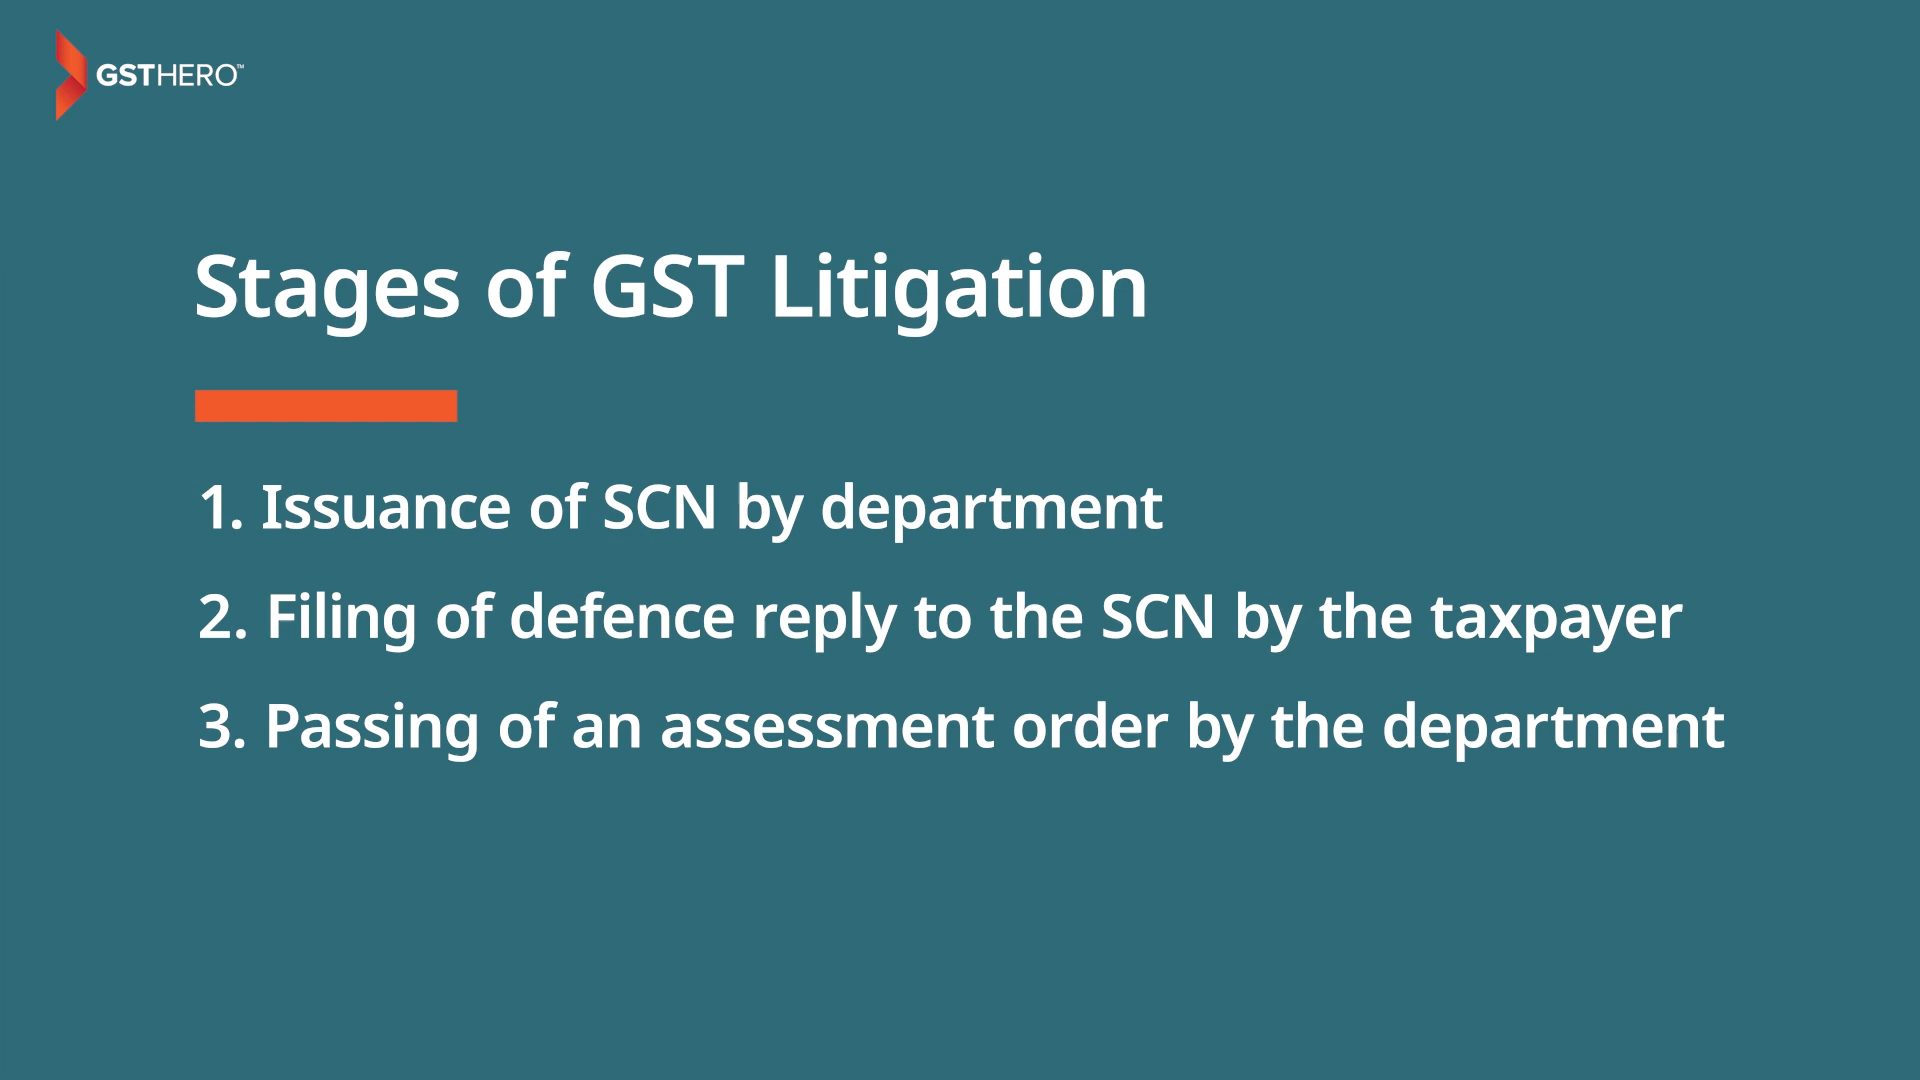 GSTHERO™
Stages of GST Litigation
1. Issuance of SCN by department
2. Filing of defence reply to the SCN by the taxpayer
3. Passing of an assessment order by the department